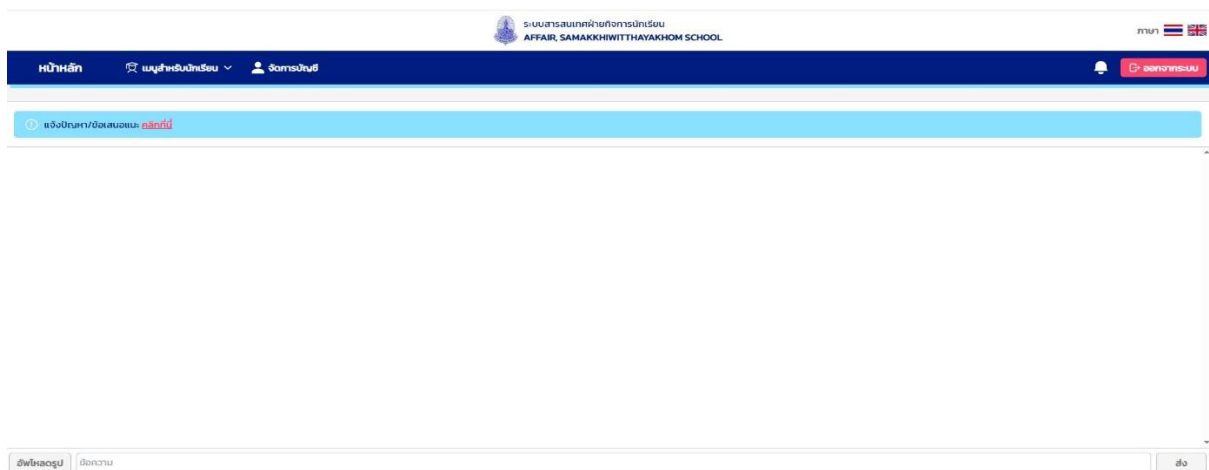 ระบบสารสนเทศฝ่ายกิจการนักเรียน
AFFAIR, SAMAKKHIWITTHAYAKHOM SCHOOL
ภาษา
หน้าหลัก เมนูสำหรับนักเรียน จัดการบัญชี ออกจากระบบ
แจ้งปัญหา/ข้อเสนอแนะ คลิกที่นี่
อัพโหลดรูป ข้อความ ส่ง